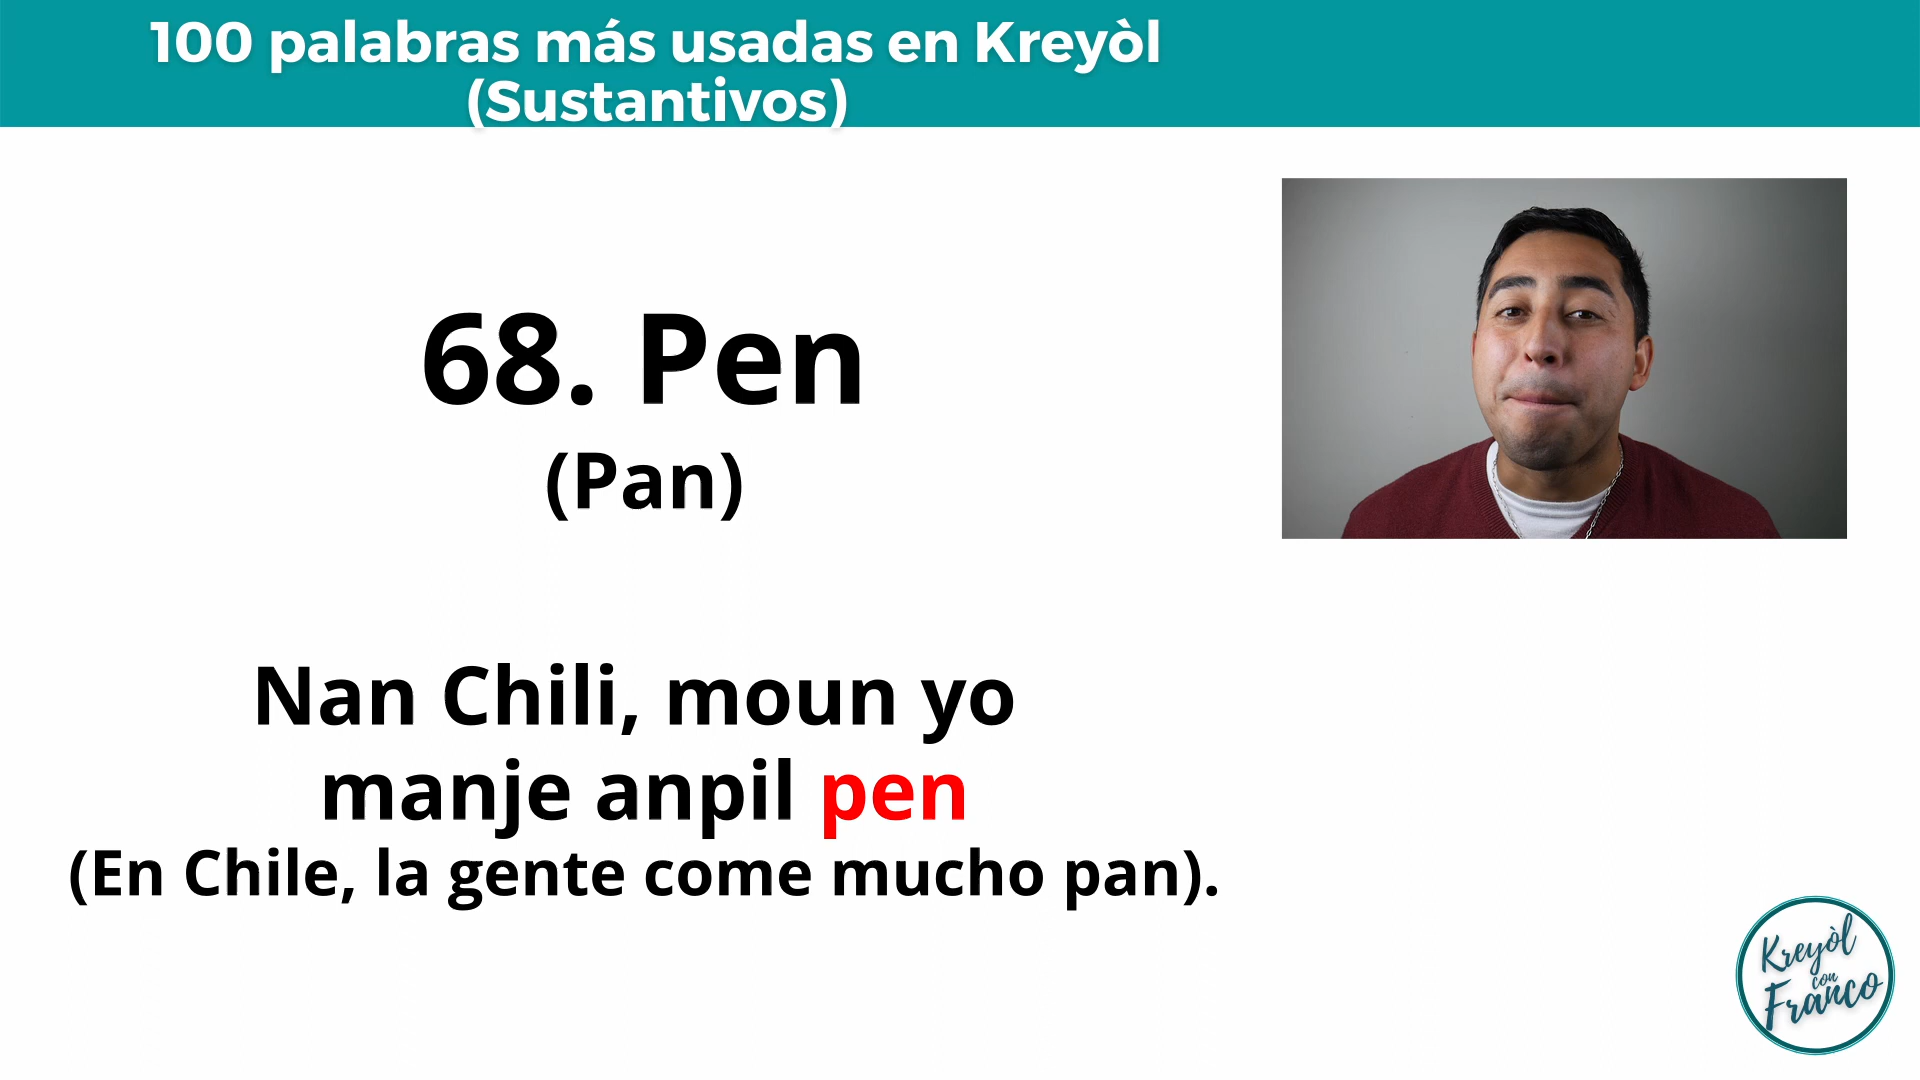 100 palabras más usadas en Kreyòl
(Sustantivos)
68. Pen
(Pan)
Nan Chili, moun yo
manje anpil pen
(En Chile, la gente come mucho pan).
Kreyòl
con
Franco